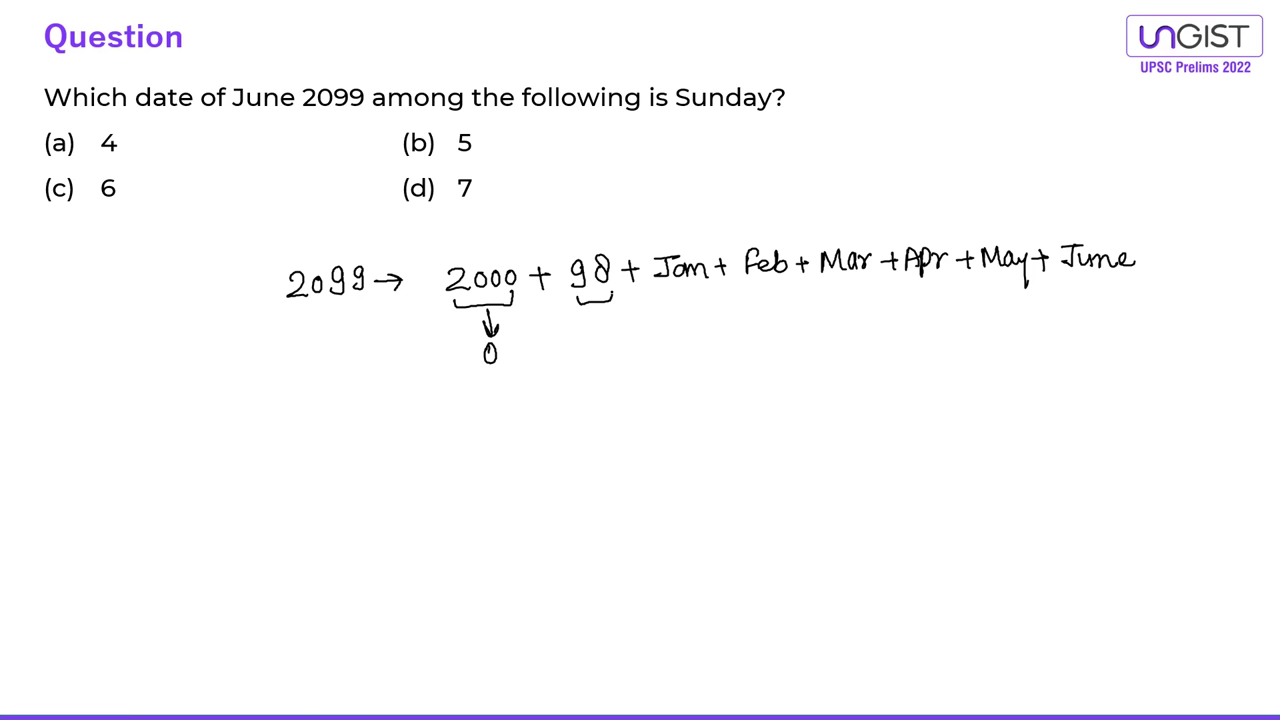 Question
UNGIST
UPSC Prelims 2022
Which date of June 2099 among the following is Sunday?
(a) 4 (b) 5
(c) 6 (d) 7
2099 → 2000 + 98 + Jan + Feb + Mar + Apr + May + June
0